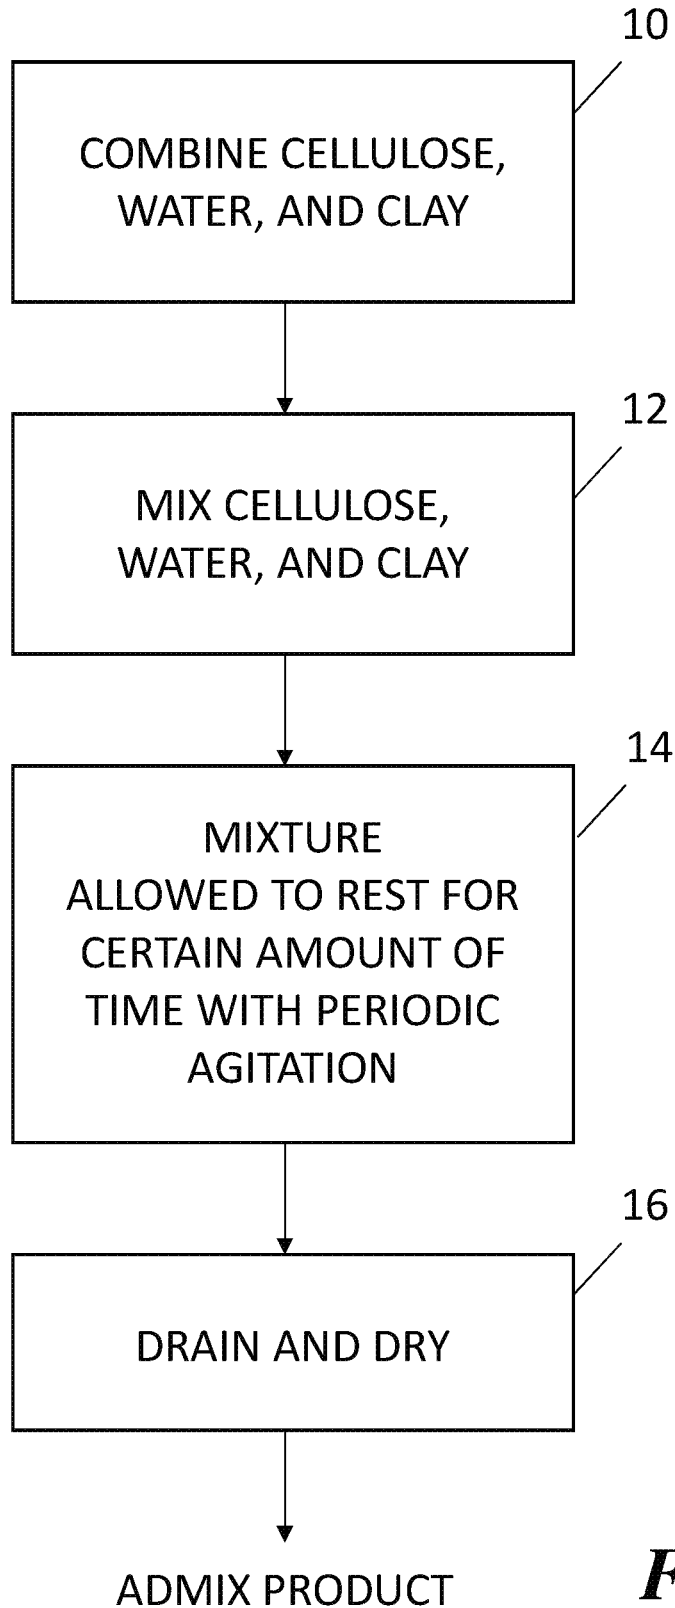 10
COMBINE CELLULOSE,
WATER, AND CLAY
12
MIX CELLULOSE,
WATER, AND CLAY
14
MIXTURE
ALLOWED TO REST FOR
CERTAIN AMOUNT OF
TIME WITH PERIODIC
AGITATION
16
DRAIN AND DRY
ADMIX PRODUCT